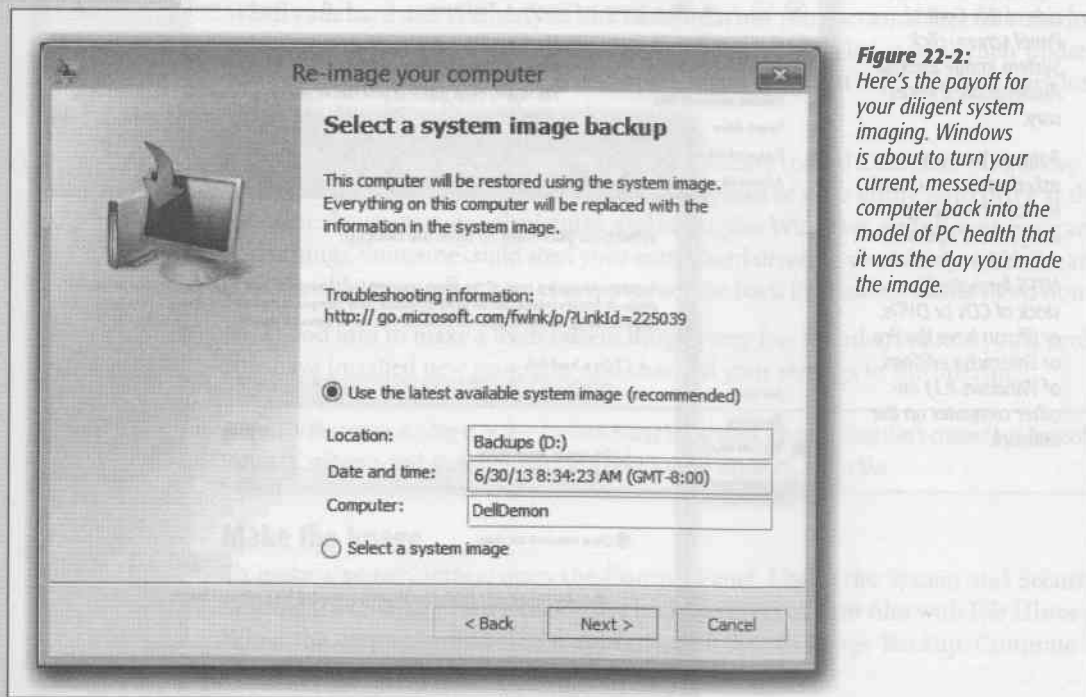 Re-image your computer
Select a system image backup
This computer will be restored using the system image.
Everything on this computer will be replaced with the
information in the system image.
Troubleshooting information:
http:// go.microsoft.com/fwlink/p/?LinkId=225039
Use the latest available system image (recommended)
Location: Backups (D:)
Date and time: 6/30/13 8:34:23 AM (GMT-8:00)
Computer: DellDemon
Select a system image
< Back Next > Cancel
Figure 22-2:
Here's the payoff for
your diligent system
imaging. Windows
is about to turn your
current, messed-up
computer back into the
model of PC health that
it was the day you made
the image.
Make the Image